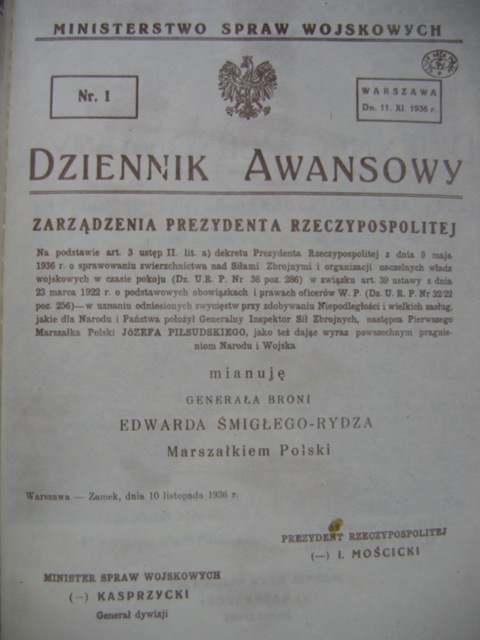 MINISTERSTWO SPRAW WOJSKOWYCH
Nr. 1
WARSZAWA
Dn. 11. XI. 1936 r.
DZIENNIK AWANSOWY
ZARZĄDZENIA PREZYDENTA RZECZYPOSPOLITEJ
Na podstawie art. 3 ustęp II. lit. a) dekretu Prezydenta Rzeczypospolitej z dnia 9 maja
1936 r. o sprawowaniu zwierzchnictwa nad Siłami Zbrojnymi i organizacji naczelnych władz
wojskowych w czasie pokoju (Dz. U. R. P. Nr 36 poz. 286) w związku art. 39 ustawy z dnia
23 marca 1922 r. o podstawowych obowiązkach i prawach oficerów W. P. (Dz. U. R. P. Nr 32/22
poz. 256)—w uznaniu odniesionych zwycięstw przy zdobywaniu Niepodległości i wielkich zasług,
jakie dla Narodu i Państwa położył Generalny Inspektor Sił Zbrojnych, następca Pierwszego
Marszałka Polski JÓZEFA PIŁSUDSKIEGO, jako też dając wyraz powszechnym pragnie-
niom Narodu i Wojska
mianuję
GENERAŁA BRONI
EDWARDA ŚMIGŁEGO-RYDZA
Marszałkiem Polski
Warszawa — Zamek, dnia 10 listopada 1936 r.
PREZYDENT RZECZYPOSPOLITEJ
(—) I. MOŚCICKI
MINISTER SPRAW WOJSKOWYCH
(—) KASPRZYCKI
Generał dywizji